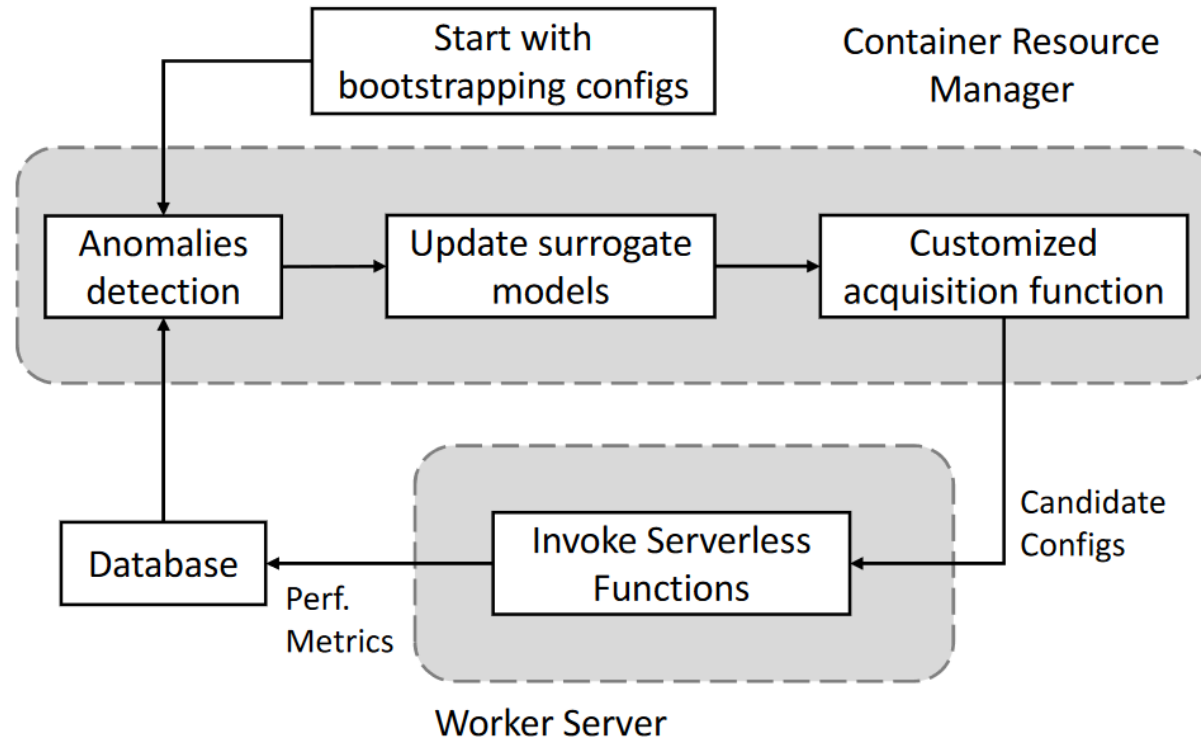 Start with
bootstrapping configs
Container Resource
Manager
Anomalies
detection
Update surrogate
models
Customized
acquisition function
Candidate
Configs
Invoke Serverless
Functions
Database
Perf.
Metrics
Worker Server